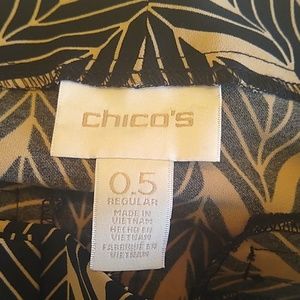 chico's
0.5
REGULAR
MADE IN
VIETNAM
HECHO EN
VIETNAM
FABRIQUÉ EN
VIETNAM